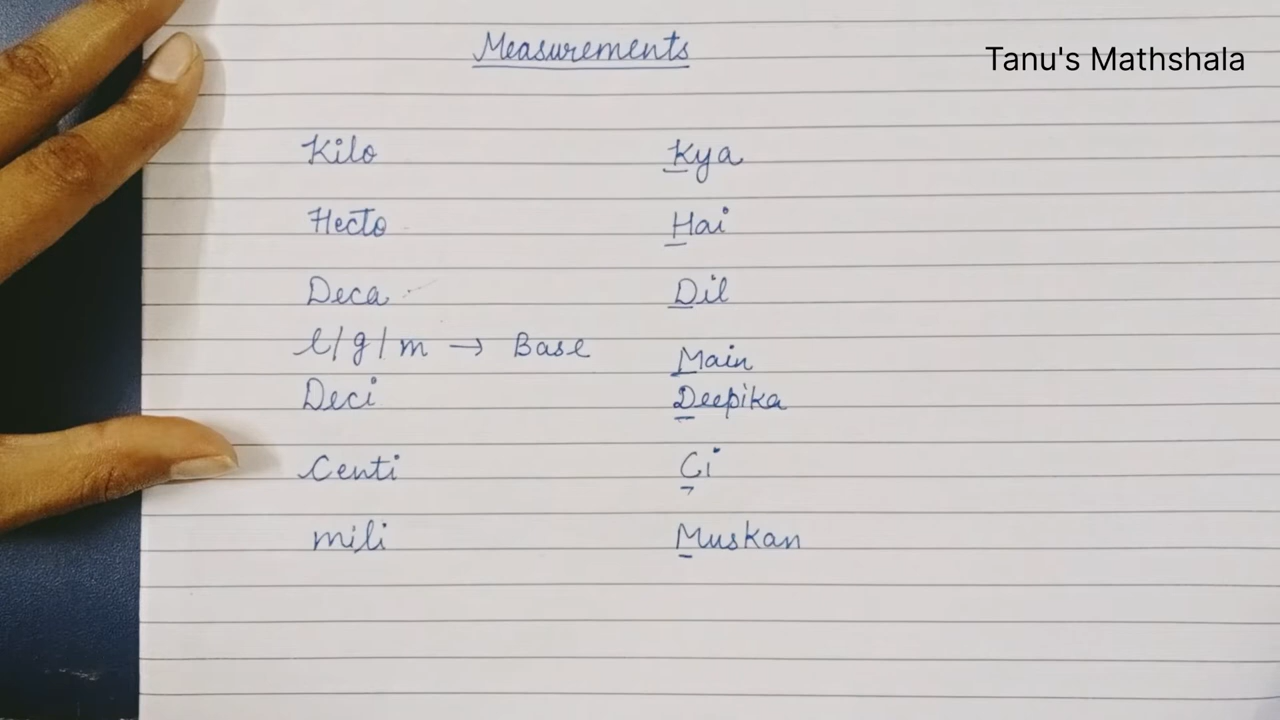 Measurements
Tanu's Mathshala
Kilo Kya
Hecto Hai
Deca Dil
l/g/m → Base Main
Deci Deepika
Centi Ci
mili Muskan